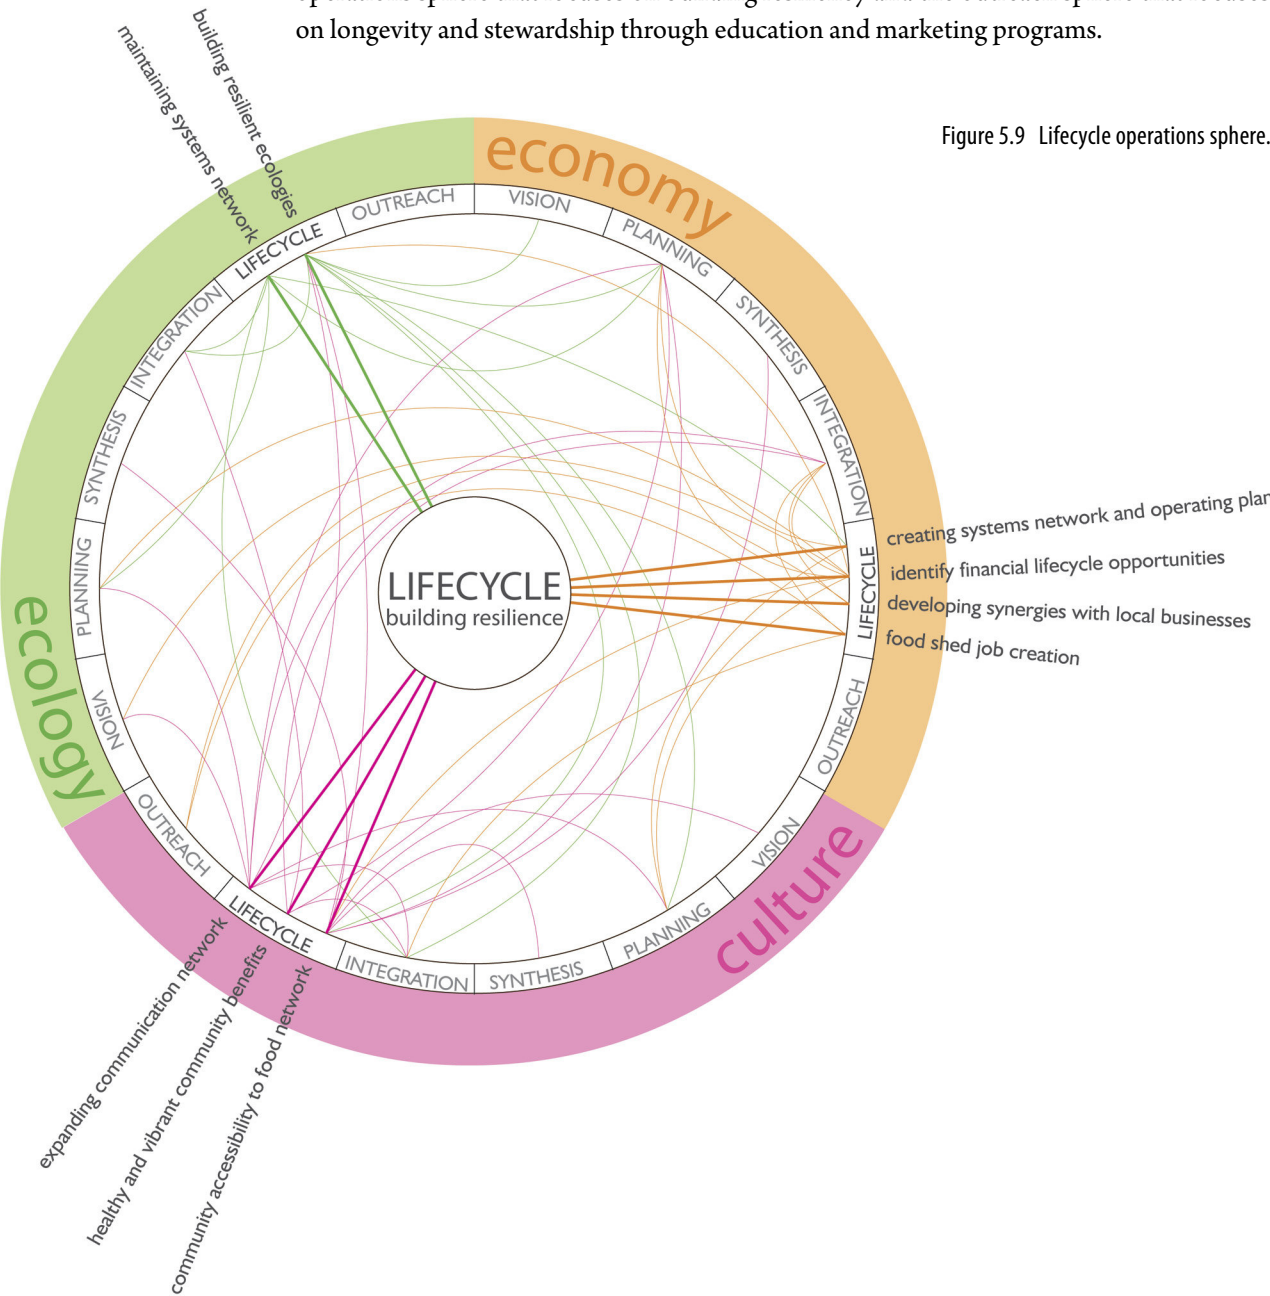 on longevity and stewardship through education and marketing programs.
Figure 5.9 Lifecycle operations sphere.
building resilient ecologies
maintaining systems network
economy
OUTREACH
VISION
LIFECYCLE
PLANNING
INTEGRATION
SYNTHESIS
SYNTHESIS
INTEGRATION
creating systems network and operating
PLANNING
LIFECYCLE
identify financial lifecycle opportunities
LIFECYCLE
building resilience
developing synergies with local businesses
food shed job creation
ecology
VISION
OUTREACH
OUTREACH
VISION
culture
LIFECYCLE
PLANNING
INTEGRATION
SYNTHESIS
expanding communication network
healthy and vibrant community benefits
community accessibility to food network